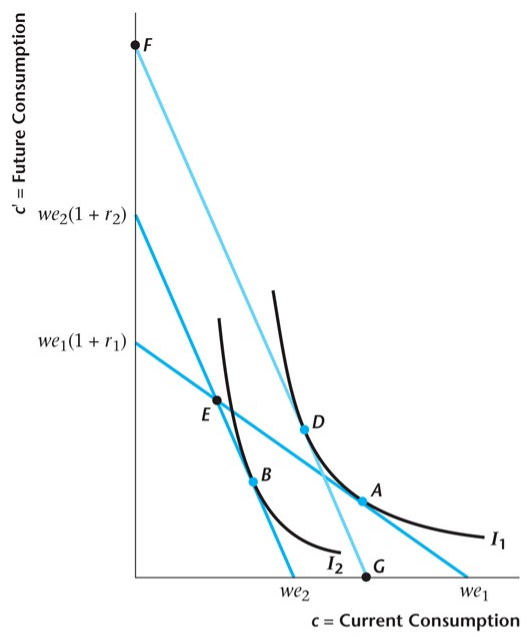 c' = Future Consumption
F
we₂(1 + r₂)
we₁(1 + r₁)
E
D
B
A
I₁
I₂
G
we₂
we₁
c = Current Consumption